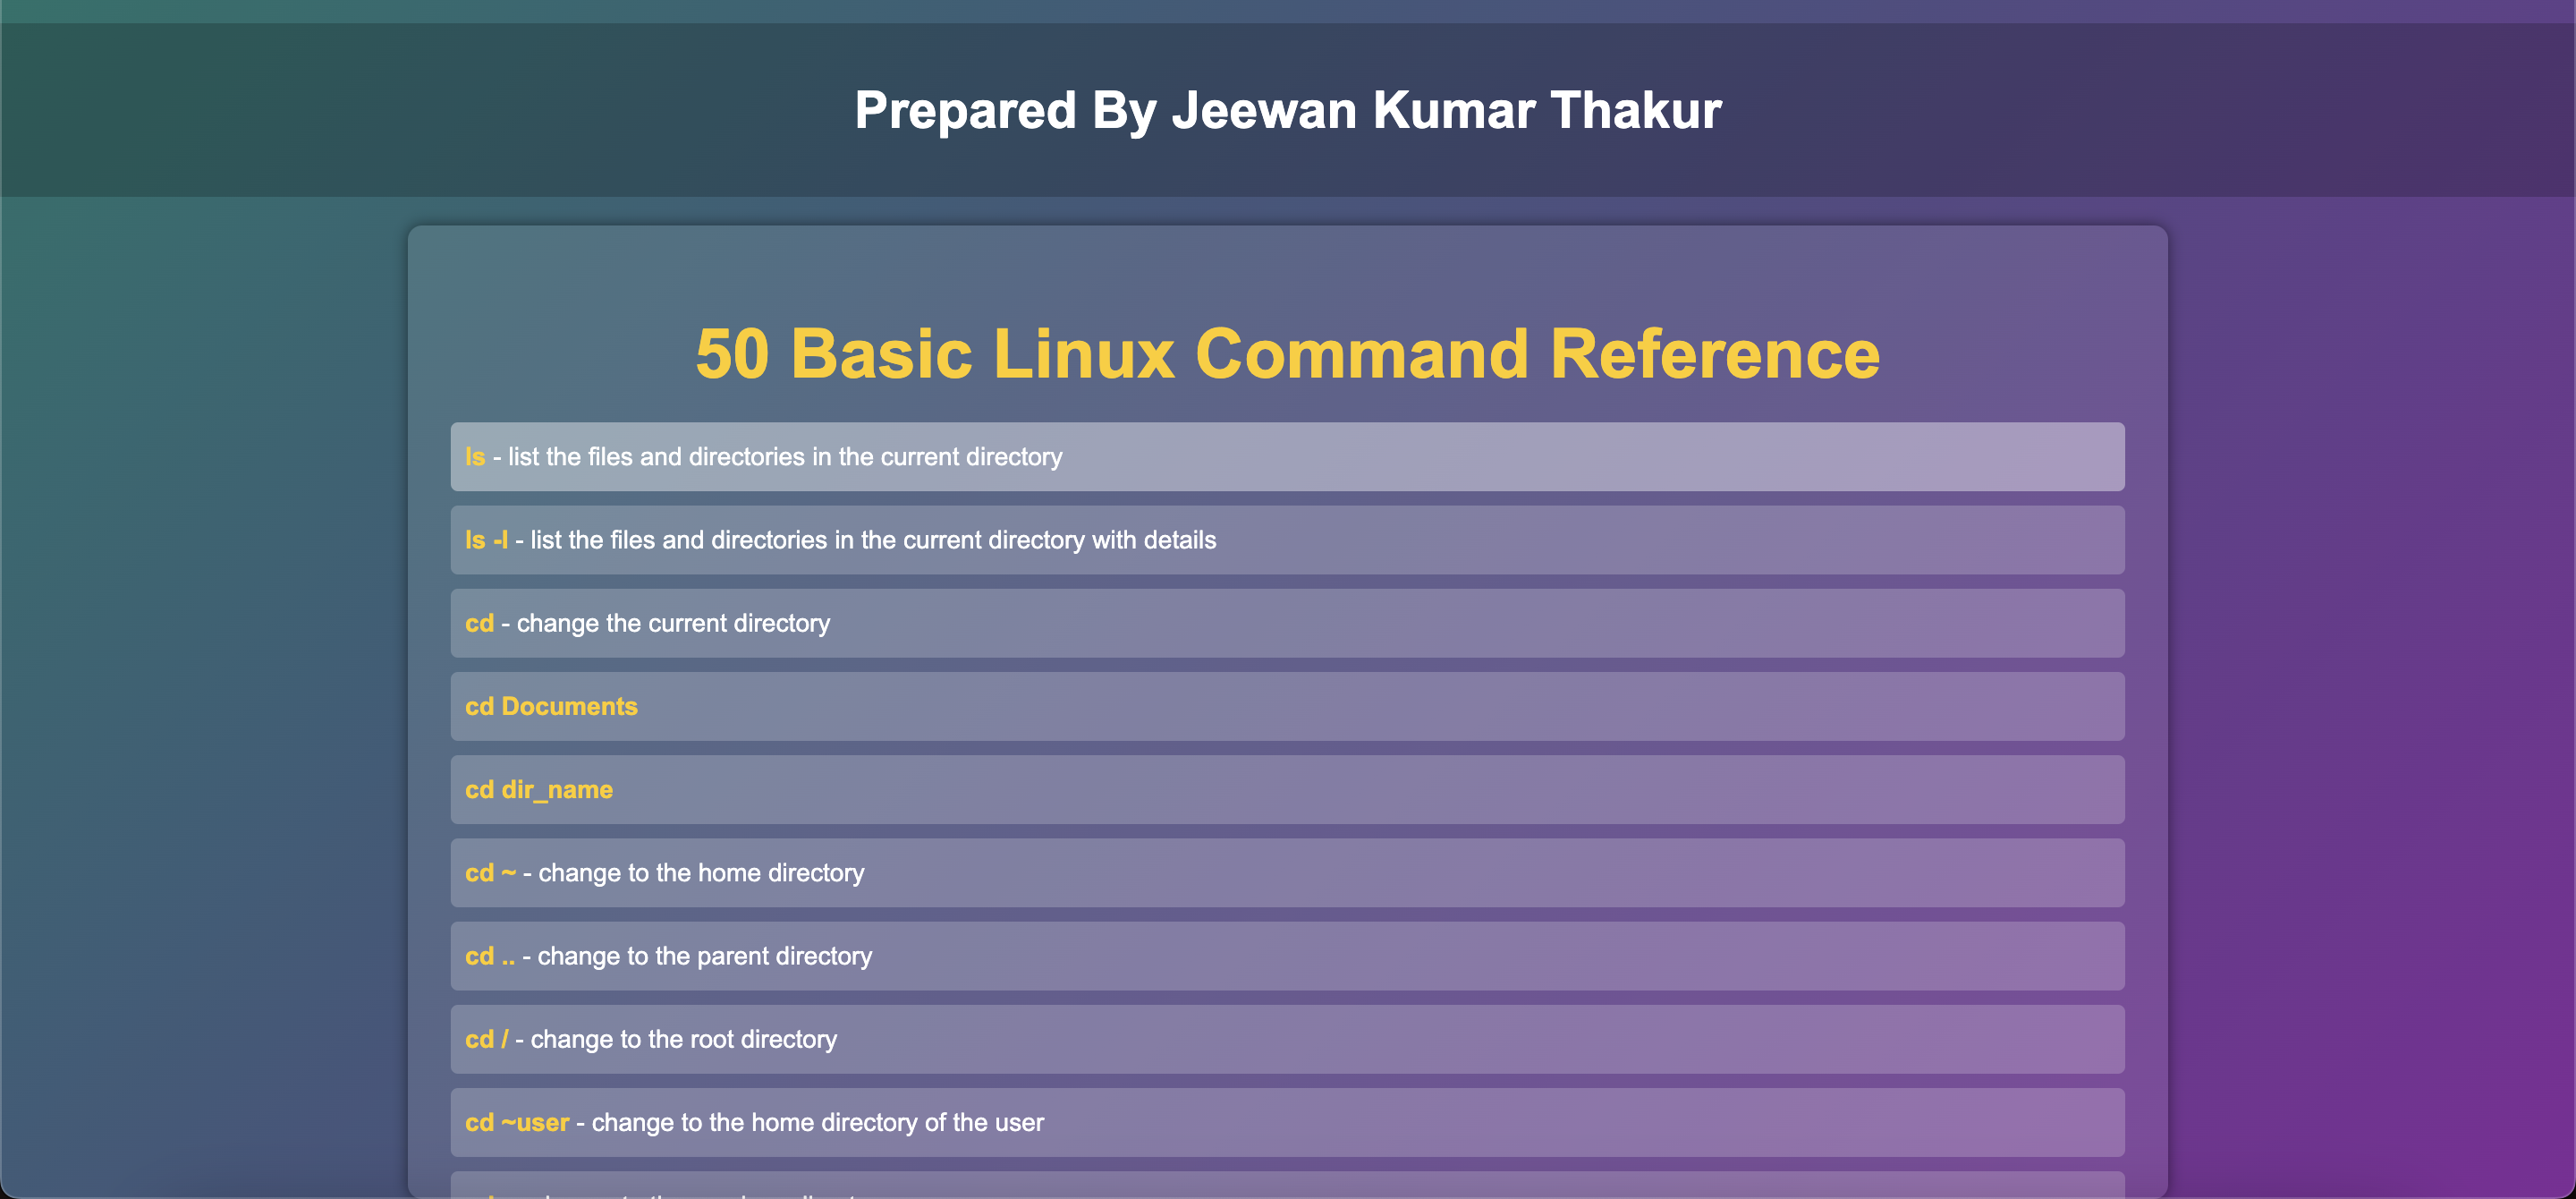 Prepared By Jeewan Kumar Thakur
50 Basic Linux Command Reference
ls - list the files and directories in the current directory
ls -l - list the files and directories in the current directory with details
cd - change the current directory
cd Documents
cd dir_name
cd ~ - change to the home directory
cd .. - change to the parent directory
cd / - change to the root directory
cd ~user - change to the home directory of the user